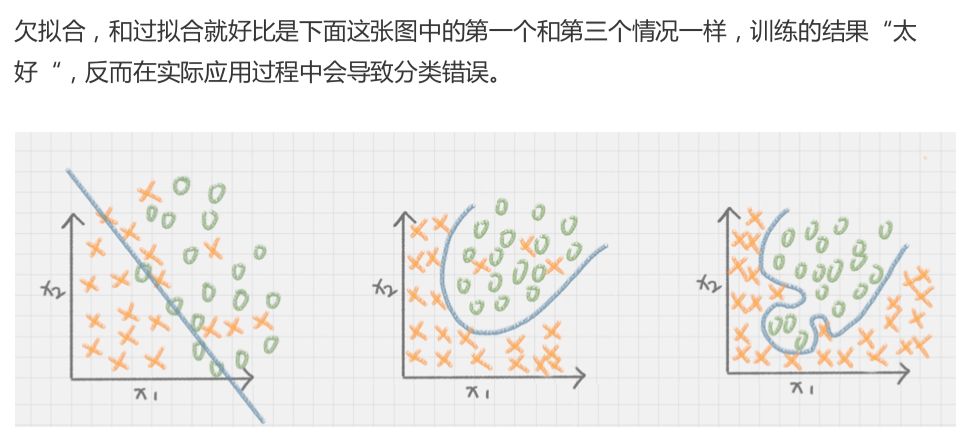 欠拟合，和过拟合就好比是下面这张图中的第一个和第三个情况一样，训练的结果“太
好“，反而在实际应用过程中会导致分类错误。
x2
x1
x2
x1
x2
x1